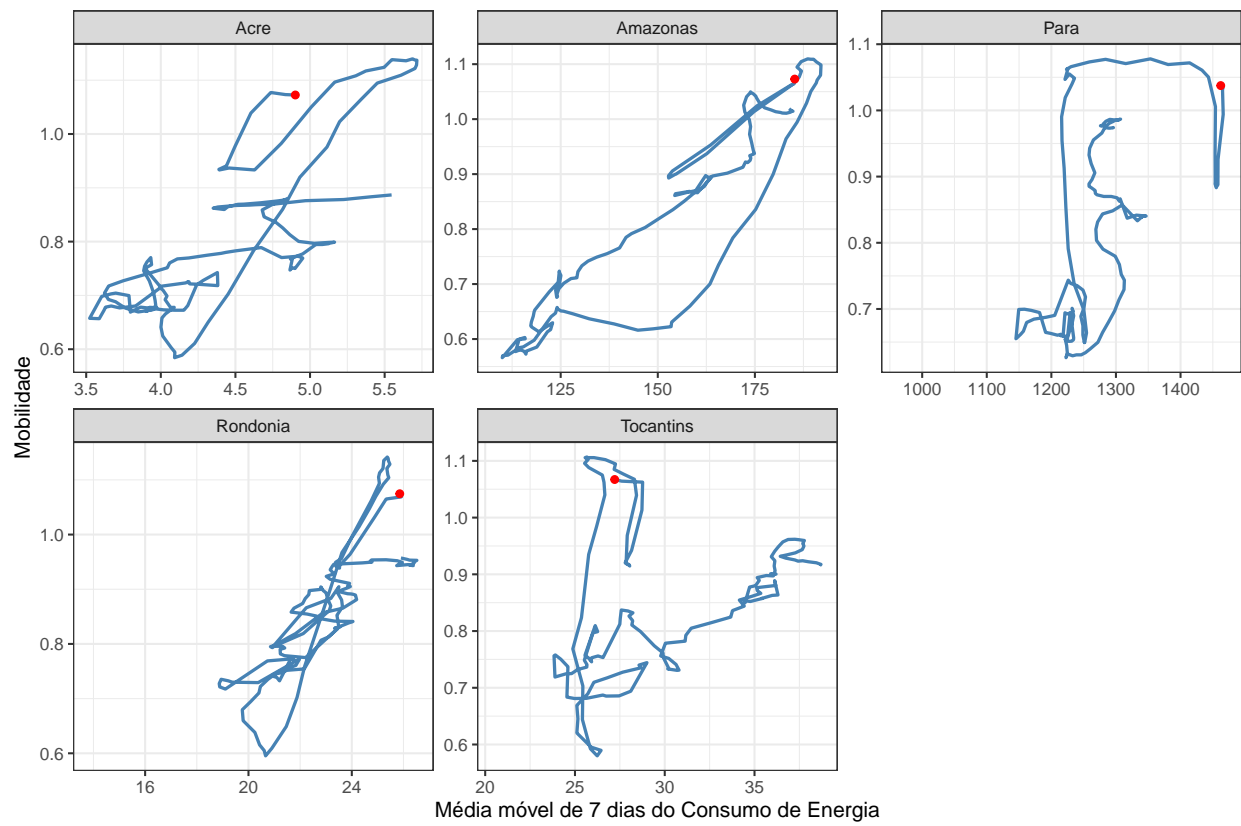 Acre
Amazonas
Para
1.0
0.8
0.6
3.5 4.0 4.5 5.0 5.5
1.1
1.0
0.9
0.8
0.7
0.6
125 150 175
1.1
1.0
0.9
0.8
0.7
1000 1100 1200 1300 1400
Mobilidade
Rondonia
Tocantins
1.0
0.8
0.6
16 20 24
1.1
1.0
0.9
0.8
0.7
0.6
20 25 30 35
Média móvel de 7 dias do Consumo de Energia